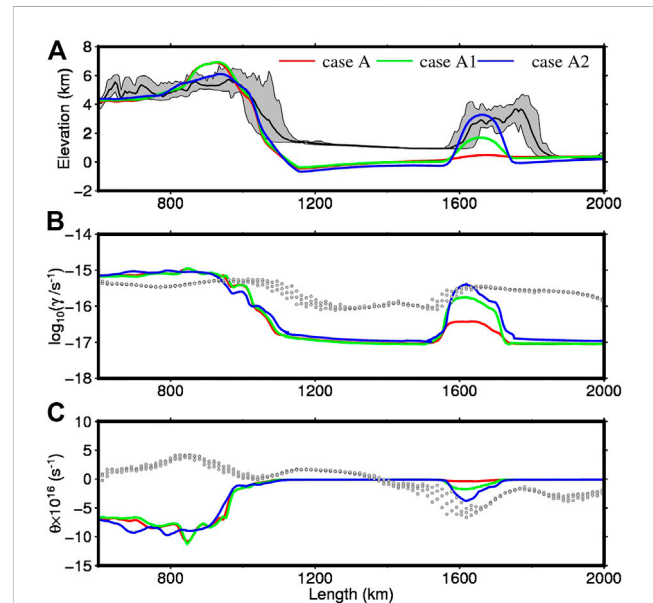 A
case A case A1 case A2
Elevation (km)
8
6
4
2
0
−2
800 1200 1600 2000
B
log10(γ̇/s⁻¹)
−14
−15
−16
−17
−18
800 1200 1600 2000
C
θ×10¹⁶ (s⁻¹)
10
5
0
−5
−10
−15
800 1200 1600 2000
Length (km)